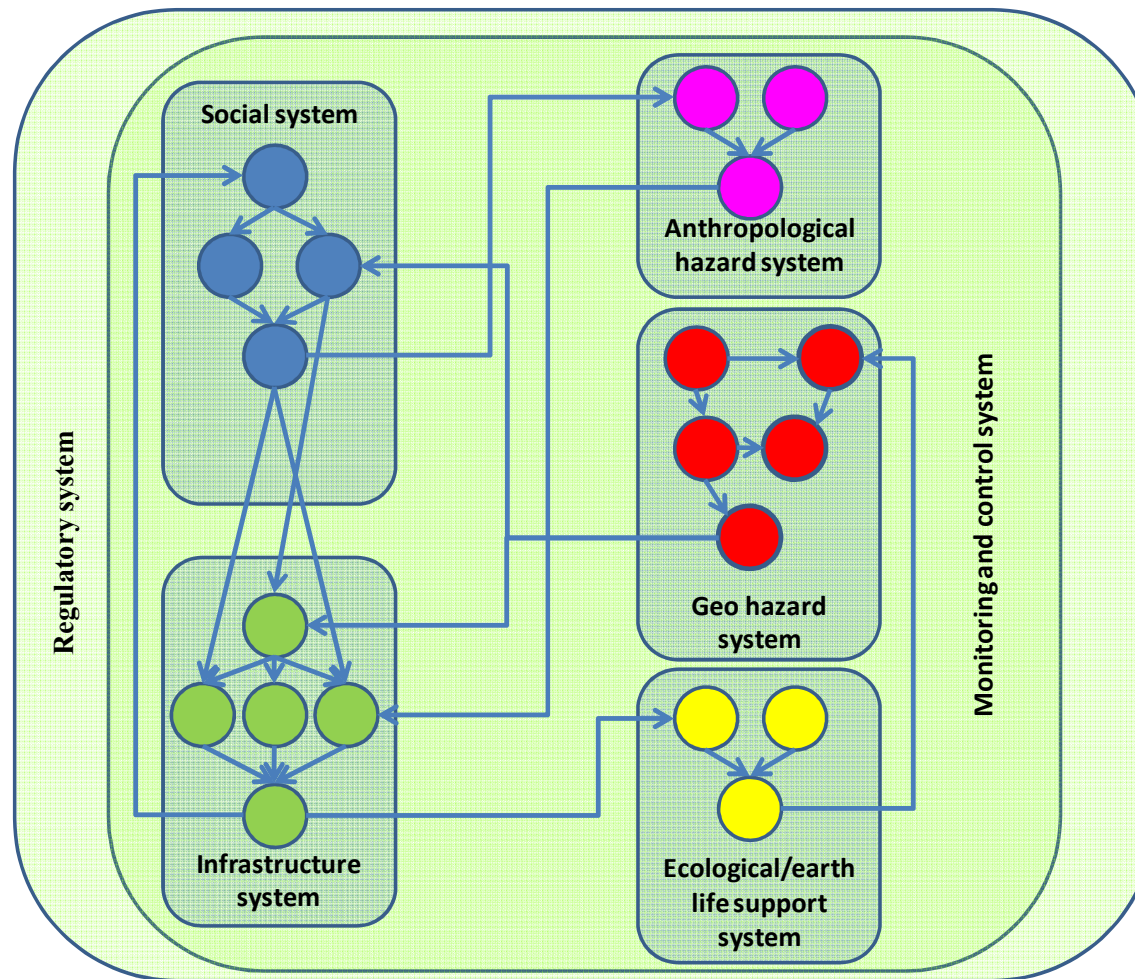 Social system
Anthropological
hazard system
Geo hazard
system
Infrastructure
system
Ecological/earth
life support
system
Regulatory system
Monitoring and control system